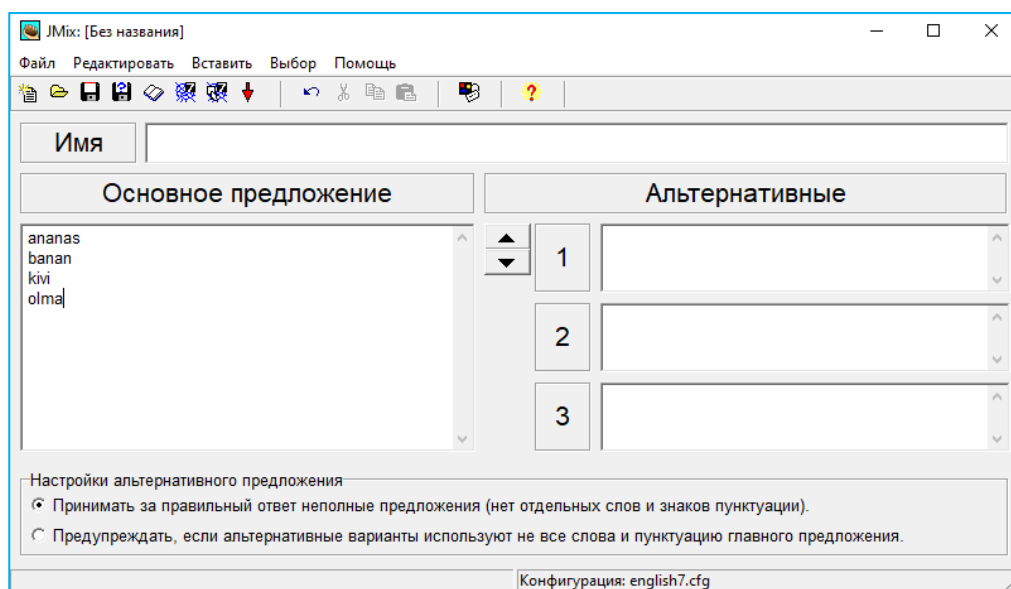 JMix: [Без названия]
Файл Редактировать Вставить Выбор Помощь
Имя
Основное предложение
Альтернативные
ananas
banan
kivi
olma
1
2
3
Настройки альтернативного предложения
Принимать за правильный ответ неполные предложения (нет отдельных слов и знаков пунктуации).
Предупреждать, если альтернативные варианты используют не все слова и пунктуацию главного предложения.
Конфигурация: english7.cfg